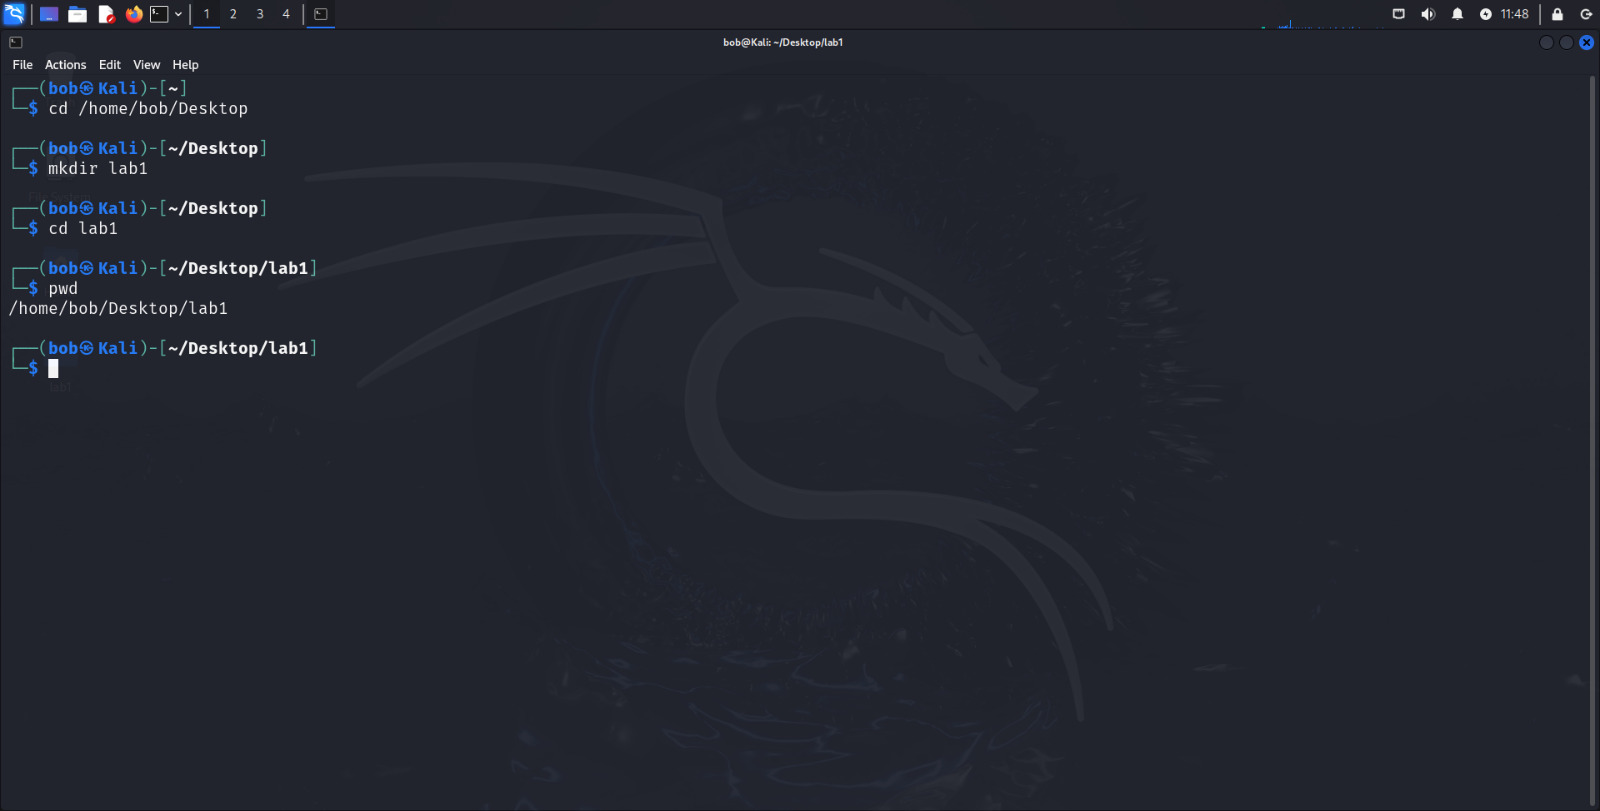 1 2 3 4 11:48
bob@Kali: ~/Desktop/lab1
File Actions Edit View Help
┌──(bob㉿Kali)-[~]
└─$ cd /home/bob/Desktop
┌──(bob㉿Kali)-[~/Desktop]
└─$ mkdir lab1
┌──(bob㉿Kali)-[~/Desktop]
└─$ cd lab1
┌──(bob㉿Kali)-[~/Desktop/lab1]
└─$ pwd
/home/bob/Desktop/lab1
┌──(bob㉿Kali)-[~/Desktop/lab1]
└─$
lab1